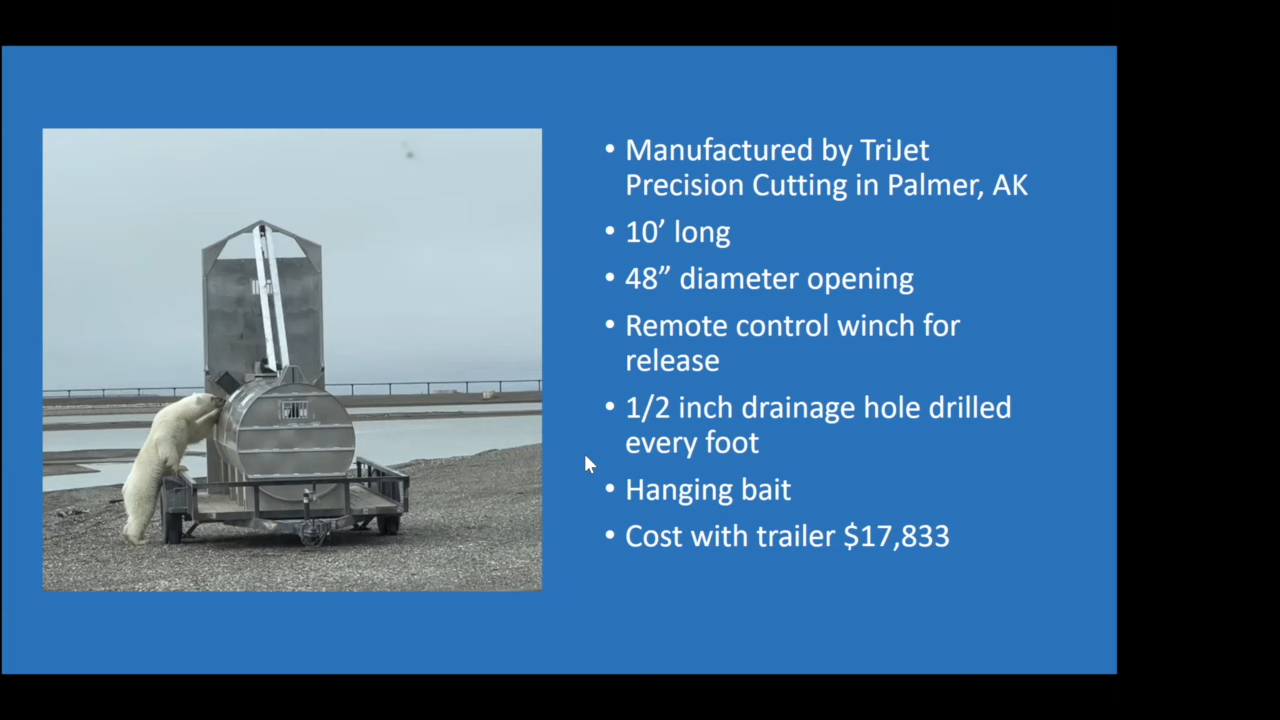 • Manufactured by TriJet
Precision Cutting in Palmer, AK
• 10’ long
• 48” diameter opening
• Remote control winch for
release
• 1/2 inch drainage hole drilled
every foot
• Hanging bait
• Cost with trailer $17,833